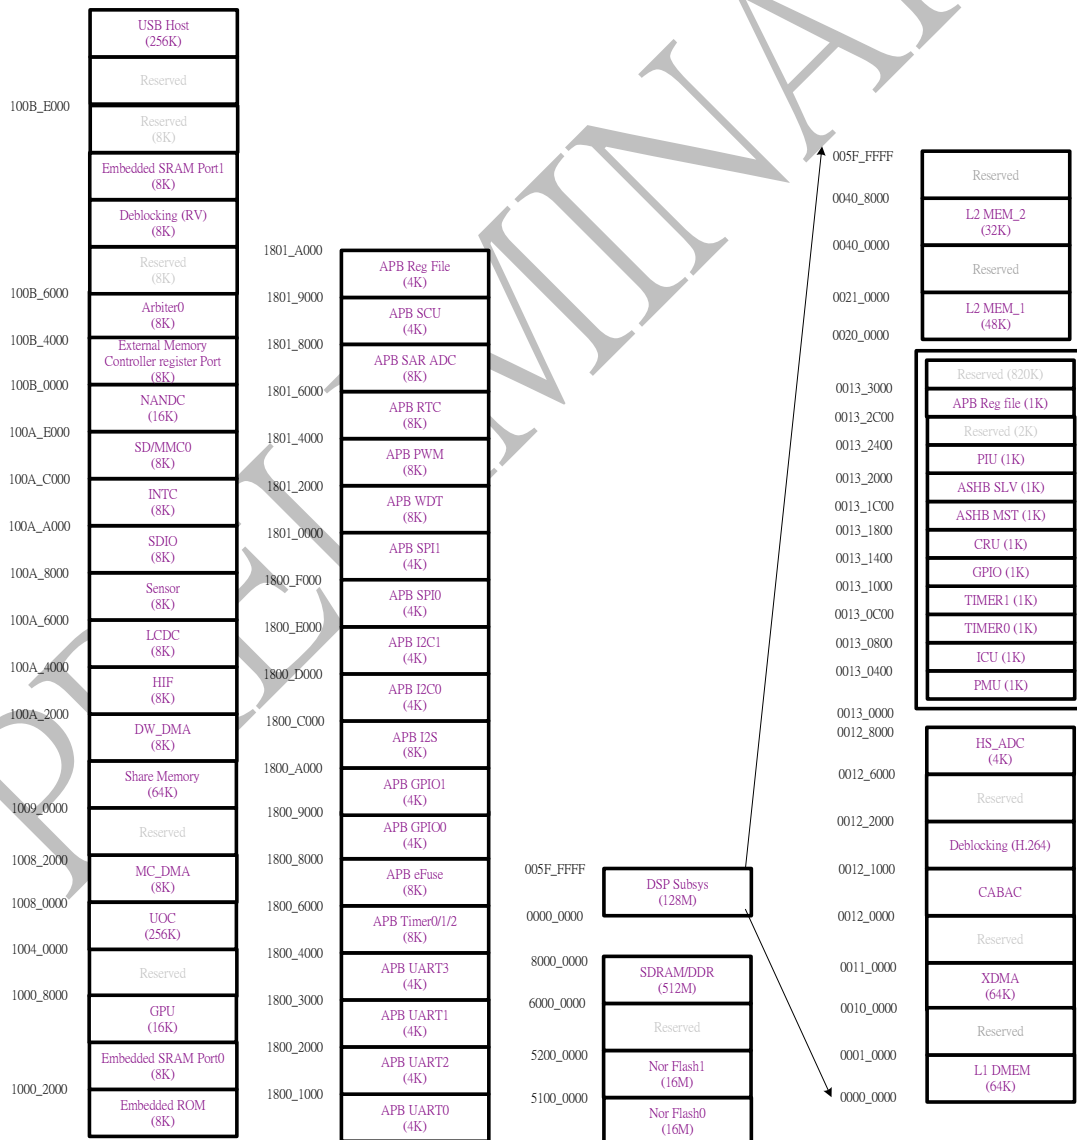 USB Host
(256K)
Reserved
100B_E000
Reserved
(8K)
Embedded SRAM Port1
(8K)
Deblocking (RV)
(8K)
Reserved
(8K)
100B_6000
Arbiter0
(8K)
100B_4000
External Memory
Controller register Port
(8K)
100B_0000
NANDC
(16K)
100A_E000
SD/MMC0
(8K)
100A_C000
INTC
(8K)
100A_A000
SDIO
(8K)
100A_8000
Sensor
(8K)
100A_6000
LCDC
(8K)
100A_4000
HIF
(8K)
100A_2000
DW_DMA
(8K)
Share Memory
(64K)
1009_0000
Reserved
1008_2000
MC_DMA
(8K)
1008_0000
UOC
(256K)
1004_0000
Reserved
1000_8000
GPU
(16K)
Embedded SRAM Port0
(8K)
1000_2000
Embedded ROM
(8K)
1801_A000
APB Reg File
(4K)
1801_9000
APB SCU
(4K)
1801_8000
APB SAR ADC
(8K)
1801_6000
APB RTC
(8K)
1801_4000
APB PWM
(8K)
1801_2000
APB WDT
(8K)
1801_0000
APB SPI1
(4K)
1800_F000
APB SPI0
(4K)
1800_E000
APB I2C1
(4K)
1800_D000
APB I2C0
(4K)
1800_C000
APB I2S
(8K)
1800_A000
APB GPIO1
(4K)
1800_9000
APB GPIO0
(4K)
1800_8000
APB eFuse
(8K)
1800_6000
APB Timer0/1/2
(8K)
1800_4000
APB UART3
(4K)
1800_3000
APB UART1
(4K)
1800_2000
APB UART2
(4K)
1800_1000
APB UART0
(4K)
005F_FFFF
DSP Subsys
(128M)
0000_0000
8000_0000
SDRAM/DDR
(512M)
6000_0000
Reserved
5200_0000
Nor Flash1
(16M)
5100_0000
Nor Flash0
(16M)
005F_FFFF
Reserved
0040_8000
L2 MEM_2
(32K)
0040_0000
Reserved
0021_0000
L2 MEM_1
(48K)
0020_0000
Reserved (820K)
0013_3000
APB Reg file (1K)
0013_2C00
Reserved (2K)
0013_2400
PIU (1K)
0013_2000
ASHB SLV (1K)
0013_1C00
ASHB MST (1K)
0013_1800
CRU (1K)
0013_1400
GPIO (1K)
0013_1000
TIMER1 (1K)
0013_0C00
TIMER0 (1K)
0013_0800
ICU (1K)
0013_0400
PMU (1K)
0013_0000
0012_8000
HS_ADC
(4K)
0012_6000
Reserved
0012_2000
Deblocking (H.264)
0012_1000
CABAC
0012_0000
Reserved
0011_0000
XDMA
(64K)
0010_0000
Reserved
0001_0000
L1 DMEM
(64K)
0000_0000